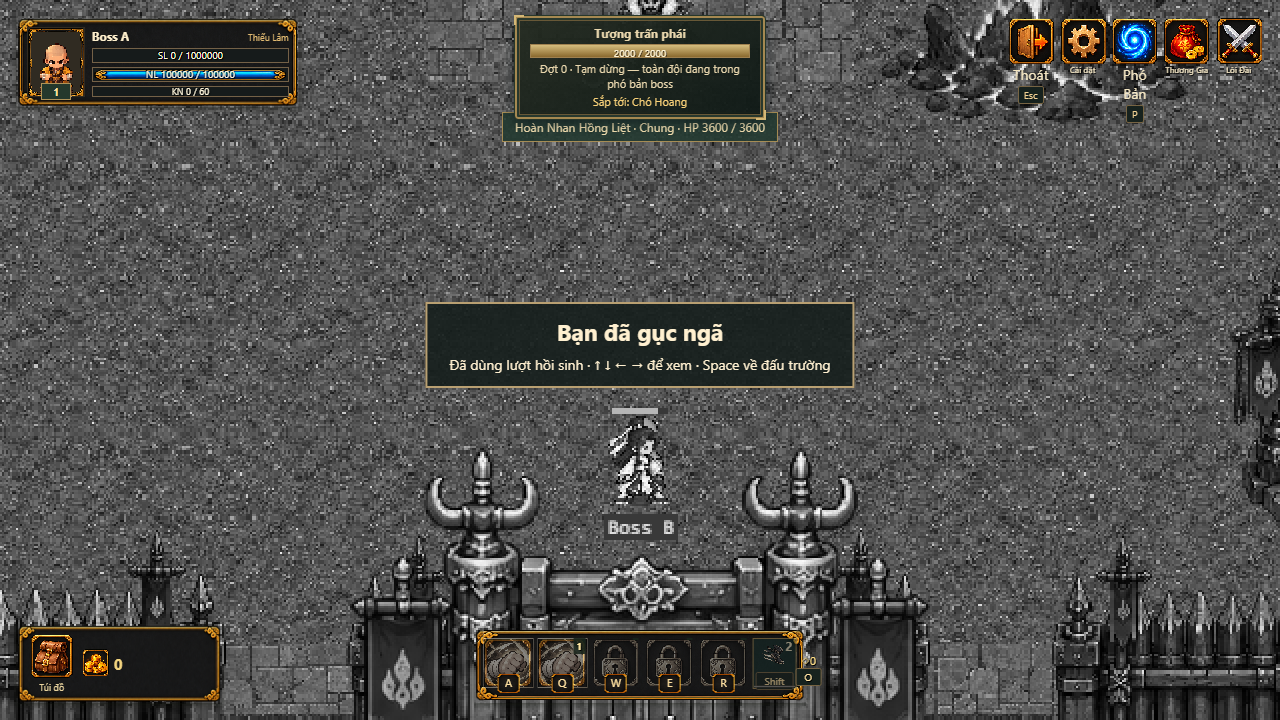 Boss A
Thiếu Lâm
SL 0 / 1000000
NL 100000 / 100000
KN 0 / 60
1
Tượng trấn phái
2000 / 2000
Đợt 0 · Tạm dừng — toàn đội đang trong
phó bản boss
Sắp tới: Chó Hoang
Hoàn Nhan Hồng Liệt · Chung · HP 3600 / 3600
Thoát
Esc
Cài đặt
Phó
Bản
P
Thương Gia
Lôi Đài
Bạn đã gục ngã
Đã dùng lượt hồi sinh · ↑ ↓ ← → để xem · Space về đấu trường
Boss B
Túi đồ
0
A
1
Q
W
E
R
2
Shift
0
O